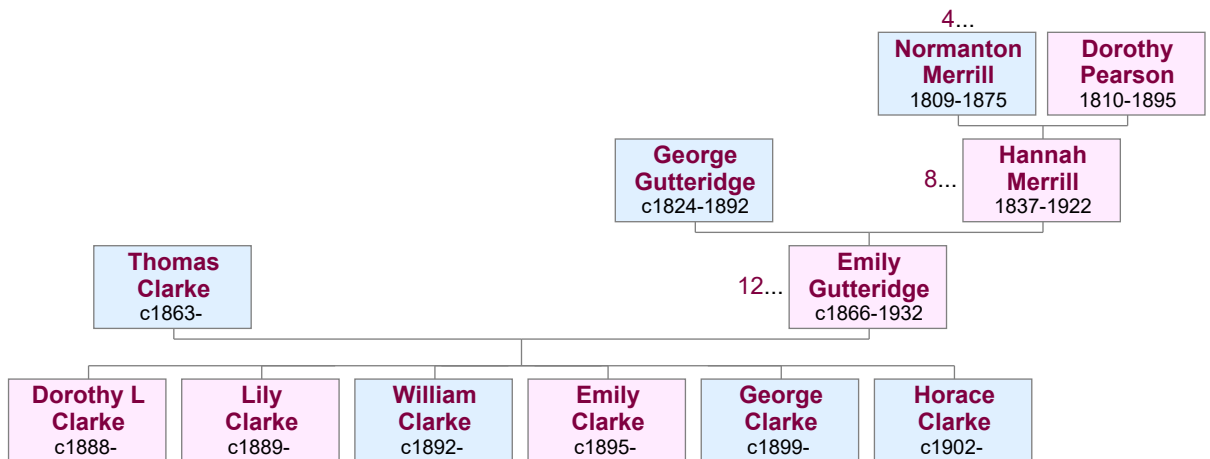 4...
Normanton
Merrill
1809-1875
Dorothy
Pearson
1810-1895
George
Gutteridge
c1824-1892
8...
Hannah
Merrill
1837-1922
Thomas
Clarke
c1863-
12...
Emily
Gutteridge
c1866-1932
Dorothy L
Clarke
c1888-
Lily
Clarke
c1889-
William
Clarke
c1892-
Emily
Clarke
c1895-
George
Clarke
c1899-
Horace
Clarke
c1902-